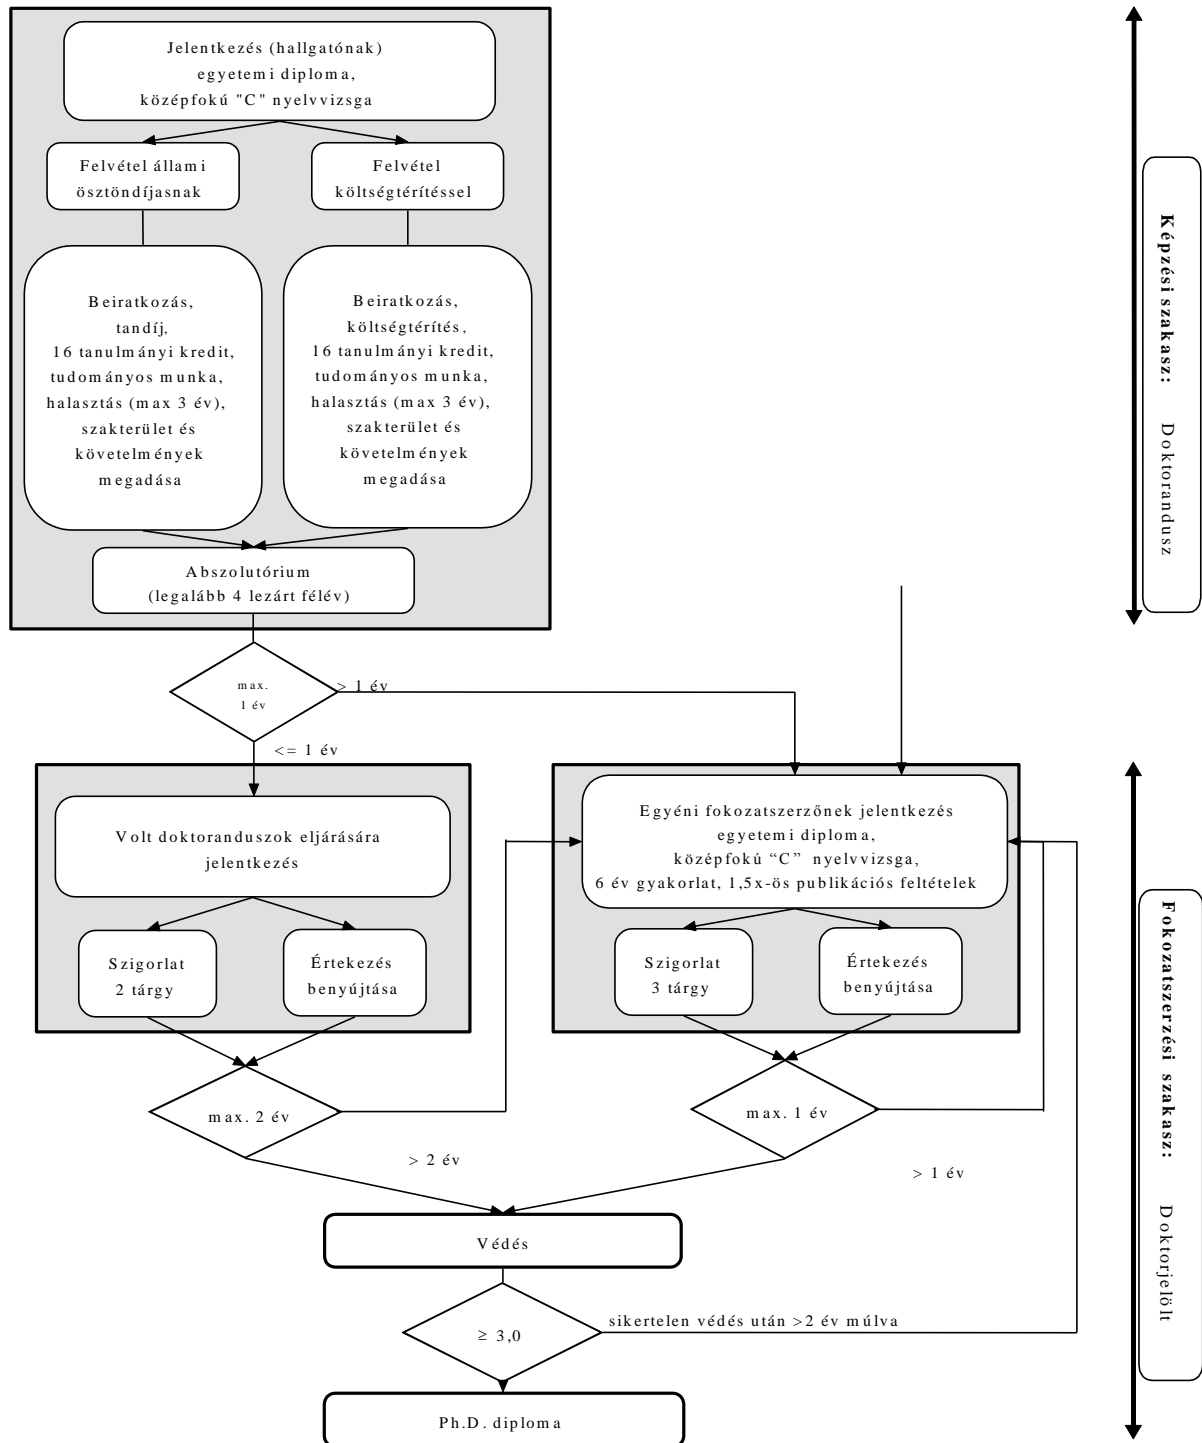 Jelentkezés (hallgatónak)
egyetemi diploma,
középfokú "C" nyelvvizsga
Felvétel állami
ösztöndíjasnak
Felvétel
költségtérítéssel
Beiratkozás,
tandíj,
16 tanulmányi kredit,
tudományos munka,
halasztás (max 3 év),
szakterület és
követelmények
megadása
Beiratkozás,
költségtérítés,
16 tanulmányi kredit,
tudományos munka,
halasztás (max 3 év),
szakterület és
követelmények
megadása
Abszolutórium
(legalább 4 lezárt félév)
Képzési szakasz: Doktorandusz
max.
1 év
> 1 év
<= 1 év
Volt doktoranduszok eljárására
jelentkezés
Szigorlat
2 tárgy
Értekezés
benyújtása
Egyéni fokozatszerzőnek jelentkezés
egyetemi diploma,
középfokú “C” nyelvvizsga,
6 év gyakorlat, 1,5x-ös publikációs feltételek
Szigorlat
3 tárgy
Értekezés
benyújtása
max. 2 év
max. 1 év
> 2 év
> 1 év
Védés
≥ 3,0
sikertelen védés után >2 év múlva
Ph.D. diploma
Fokozatszerzési szakasz: Doktorjelölt